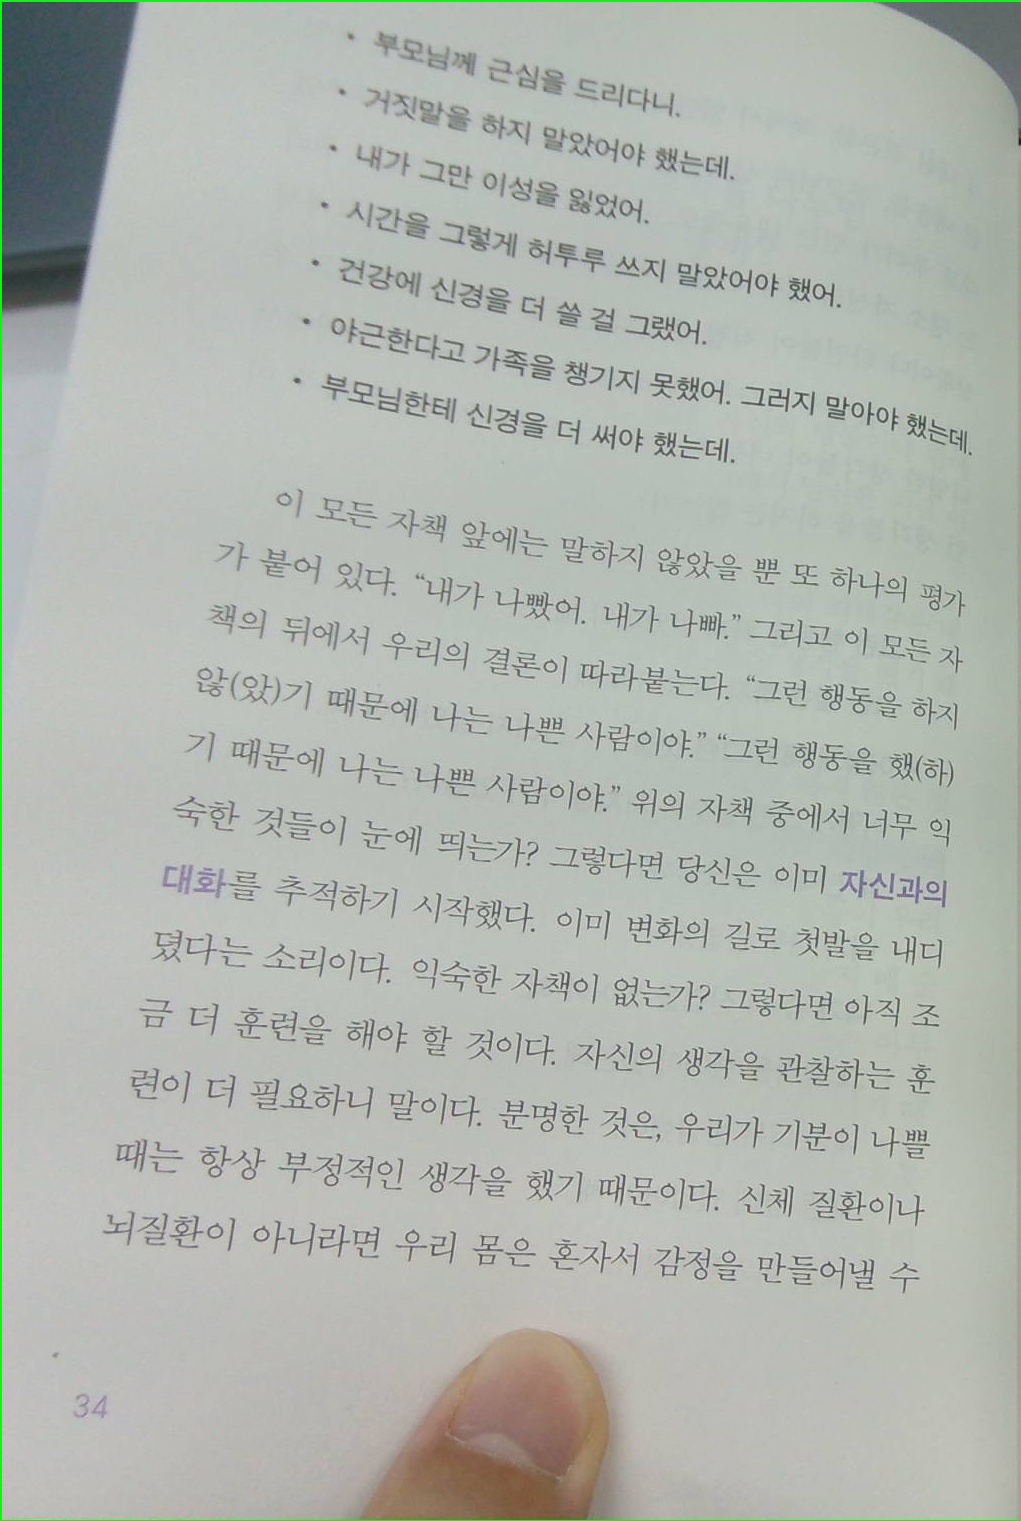 • 부모님께 근심을 드리다니.
• 거짓말을 하지 말았어야 했는데.
• 내가 그만 이성을 잃었어.
• 시간을 그렇게 허투루 쓰지 말았어야 했어.
• 건강에 신경을 더 쓸 걸 그랬어.
• 야근한다고 가족을 챙기지 못했어. 그러지 말아야 했는데.
• 부모님한테 신경을 더 써야 했는데.
이 모든 자책 앞에는 말하지 않았을 뿐 또 하나의 평가
가 붙어 있다. “내가 나빴어. 내가 나빠.” 그리고 이 모든 자
책의 뒤에서 우리의 결론이 따라붙는다. “그런 행동을 하지
않(았)기 때문에 나는 나쁜 사람이야.” “그런 행동을 했(하)
기 때문에 나는 나쁜 사람이야.” 위의 자책 중에서 너무 익
숙한 것들이 눈에 띄는가? 그렇다면 당신은 이미 자신과의
대화를 추적하기 시작했다. 이미 변화의 길로 첫발을 내디
뎠다는 소리이다. 익숙한 자책이 없는가? 그렇다면 아직 조
금 더 훈련을 해야 할 것이다. 자신의 생각을 관찰하는 훈
련이 더 필요하니 말이다. 분명한 것은, 우리가 기분이 나쁠
때는 항상 부정적인 생각을 했기 때문이다. 신체 질환이나
뇌질환이 아니라면 우리 몸은 혼자서 감정을 만들어낼 수
34